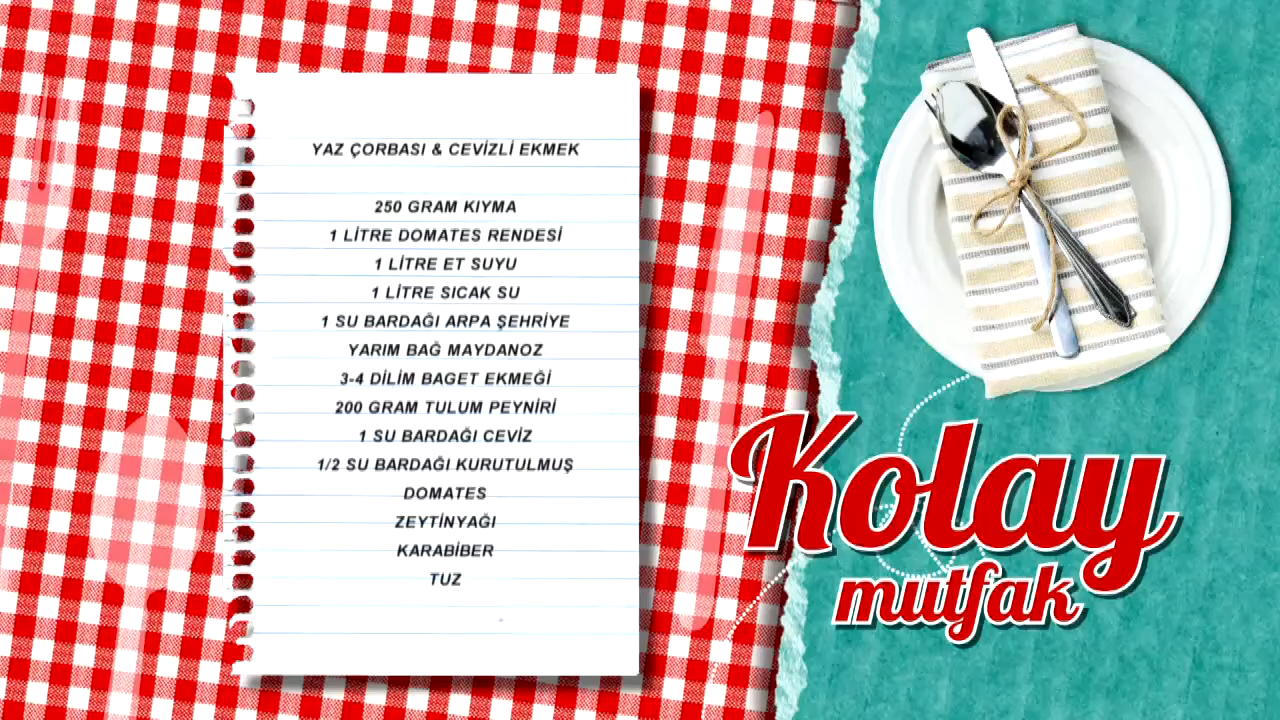 YAZ ÇORBASI & CEVİZLİ EKMEK
250 GRAM KIYMA
1 LİTRE DOMATES RENDESİ
1 LİTRE ET SUYU
1 LİTRE SICAK SU
1 SU BARDAĞI ARPA ŞEHRİYE
YARIM BAĞ MAYDANOZ
3-4 DİLİM BAGET EKMEĞİ
200 GRAM TULUM PEYNİRİ
1 SU BARDAĞI CEVİZ
1/2 SU BARDAĞI KURUTULMUŞ
DOMATES
ZEYTİNYAĞI
KARABİBER
TUZ
Kolay
mutfak